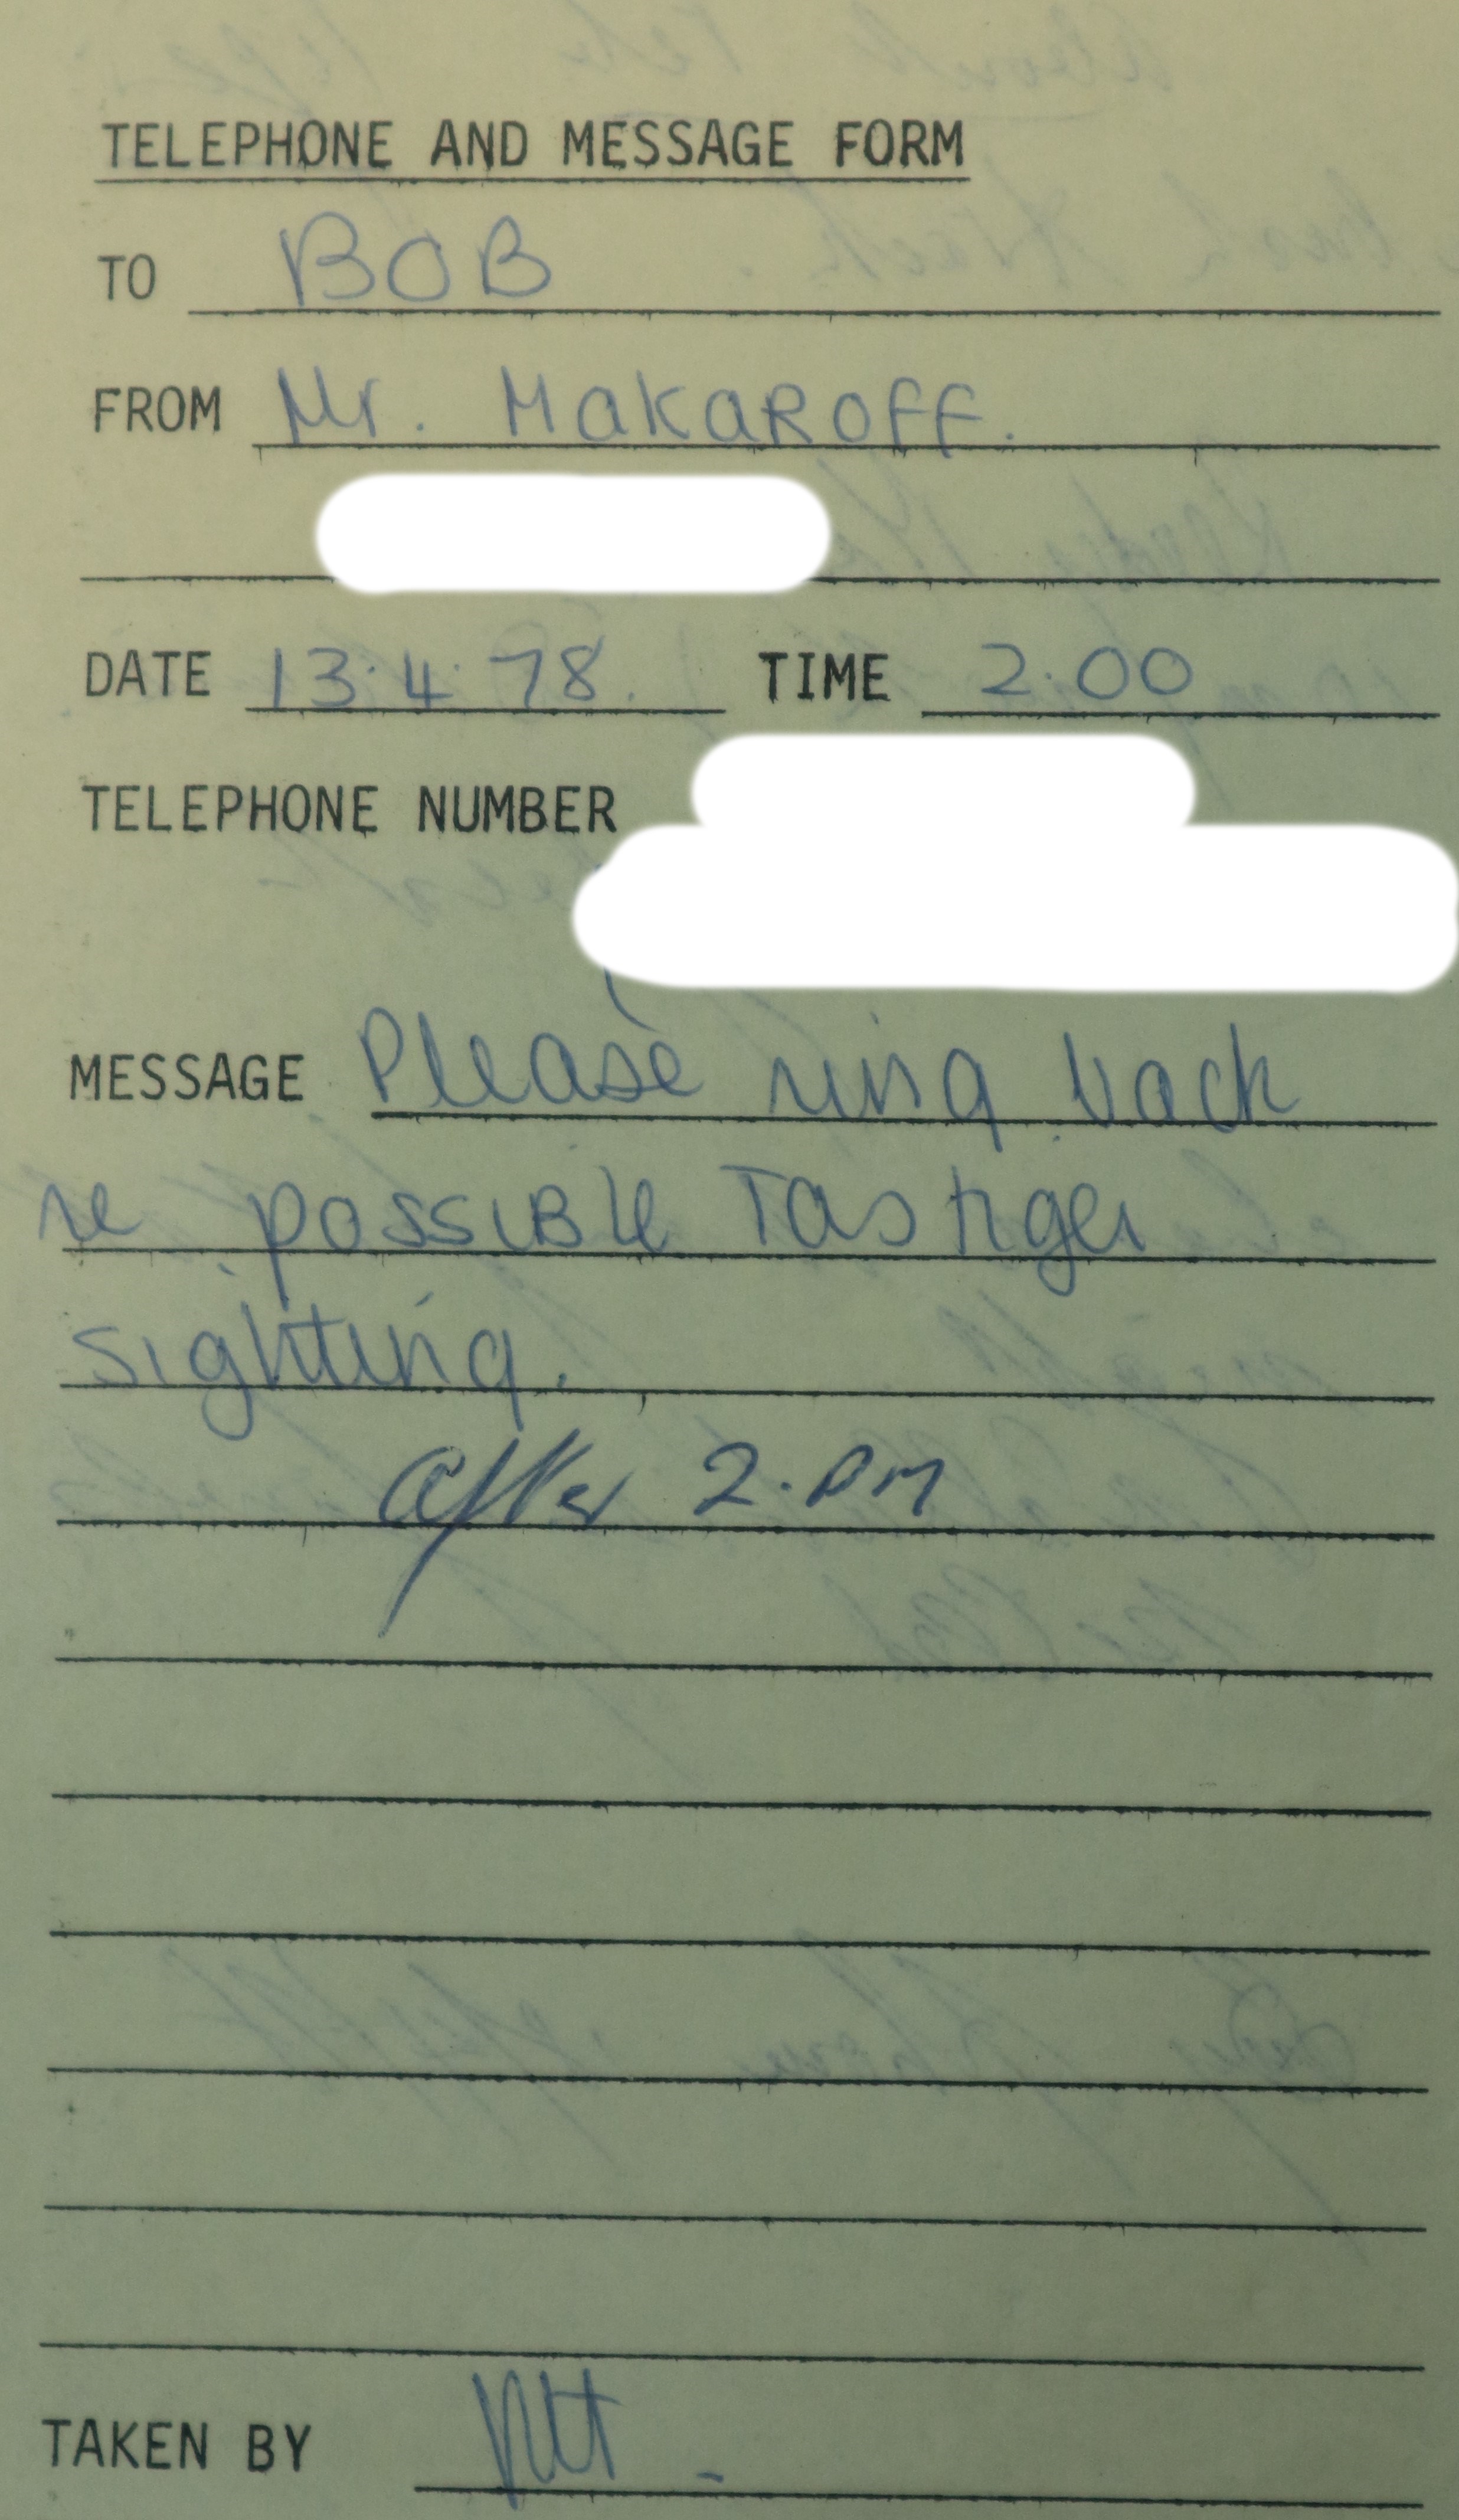 TELEPHONE AND MESSAGE FORM
TO BOB
FROM Mr. MakaRoff.
DATE 13.4.78. TIME 2.00
TELEPHONE NUMBER
MESSAGE Please ring back
re possible Tas tiger
sighting.
after 2.PM
TAKEN BY